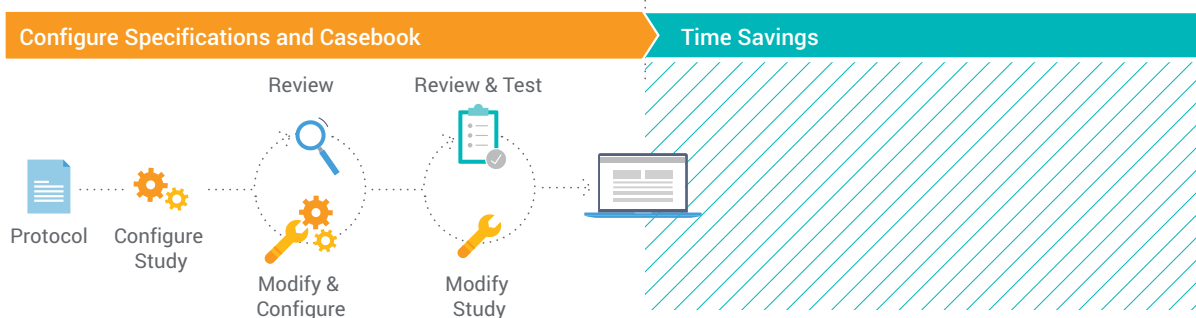 Configure Specifications and Casebook
Time Savings
Review
Review & Test
Protocol
Configure
Study
Modify &
Configure
Modify
Study